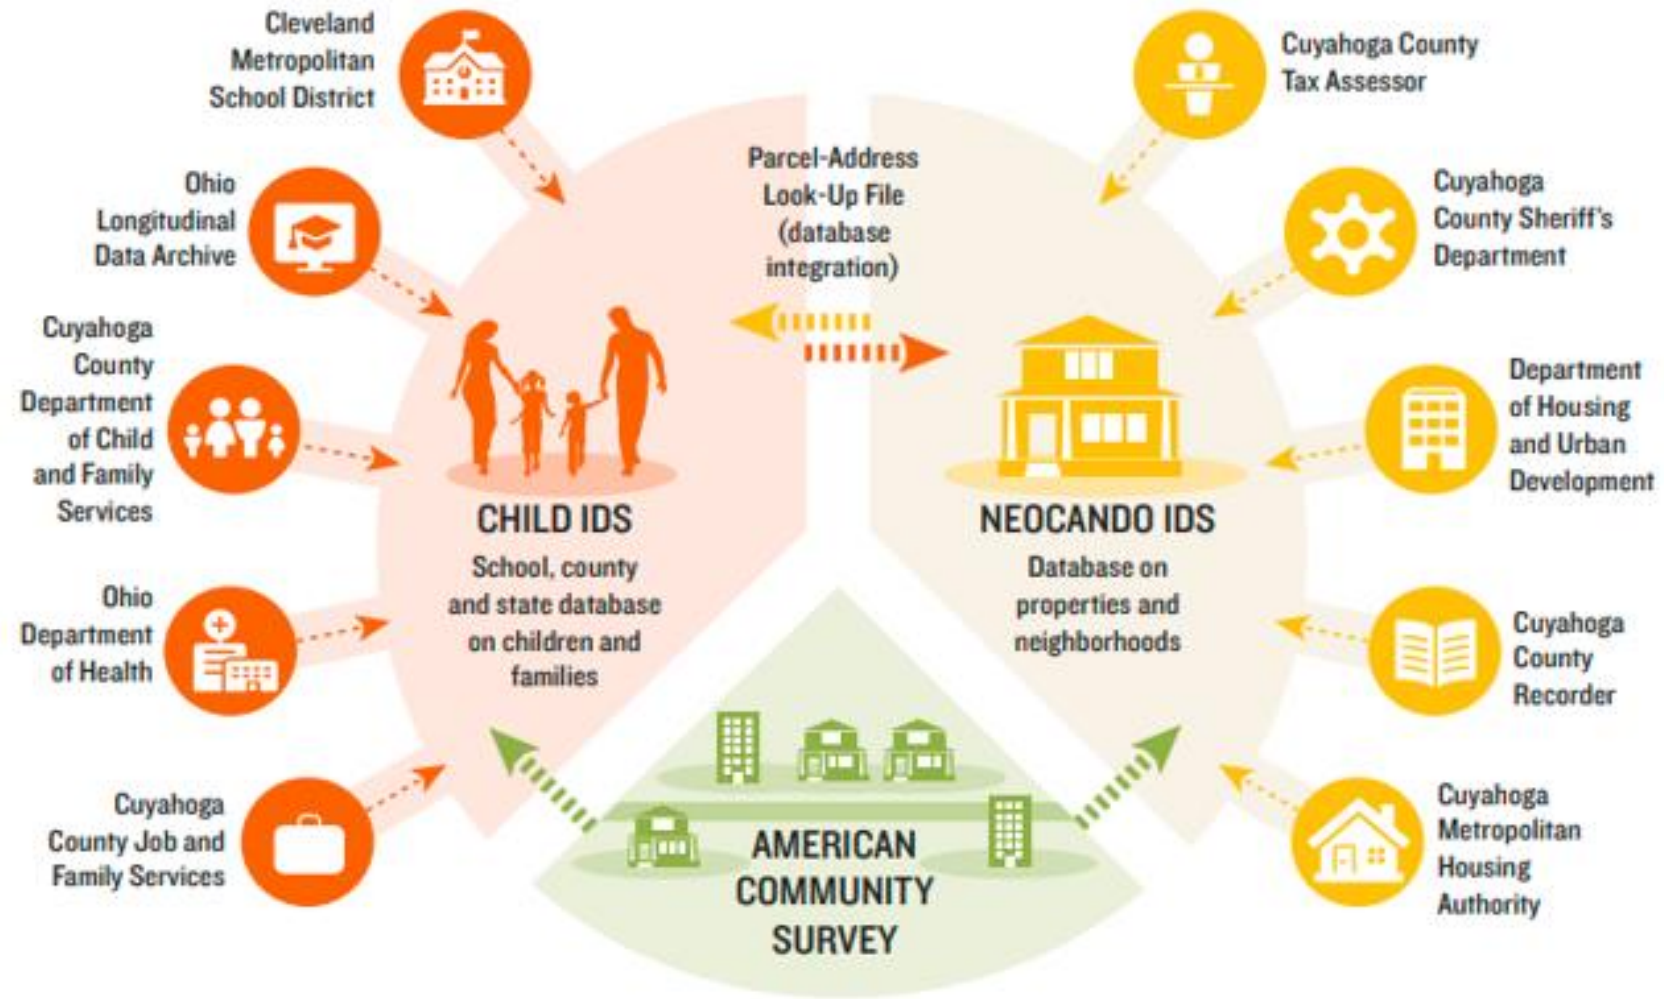 Cleveland
Metropolitan
School District
Ohio
Longitudinal
Data Archive
Cuyahoga
County
Department
of Child
and Family
Services
Ohio
Department
of Health
Cuyahoga
County Job and
Family Services
Parcel-Address
Look-Up File
(database
integration)
CHILD IDS
School, county
and state database
on children and
families
NEOCANDO IDS
Database on
properties and
neighborhoods
AMERICAN
COMMUNITY
SURVEY
Cuyahoga County
Tax Assessor
Cuyahoga
County Sheriff's
Department
Department
of Housing
and Urban
Development
Cuyahoga
County
Recorder
Cuyahoga
Metropolitan
Housing
Authority